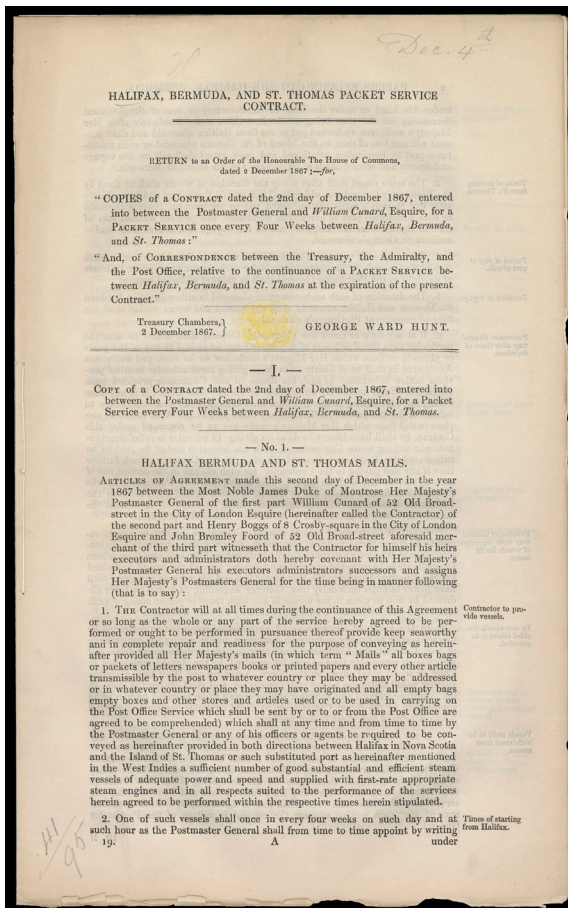 Dec. 4th
HALIFAX, BERMUDA, AND ST. THOMAS PACKET SERVICE
CONTRACT.
RETURN to an Order of the Honourable The House of Commons,
dated 2 December 1867;—for,
"COPIES of a CONTRACT dated the 2nd day of December 1867, entered
into between the Postmaster General and William Cunard, Esquire, for a
PACKET SERVICE once every Four Weeks between Halifax, Bermuda,
and St. Thomas:"
"And, of CORRESPONDENCE between the Treasury, the Admiralty, and
the Post Office, relative to the continuance of a PACKET SERVICE be-
tween Halifax, Bermuda, and St. Thomas at the expiration of the present
Contract."
Treasury Chambers,}
2 December 1867. }
GEORGE WARD HUNT.
— I. —
COPY of a CONTRACT dated the 2nd day of December 1867, entered into
between the Postmaster General and William Cunard, Esquire, for a Packet
Service every Four Weeks between Halifax, Bermuda, and St. Thomas.
— No. 1. —
HALIFAX BERMUDA AND ST. THOMAS MAILS.
ARTICLES OF AGREEMENT made this second day of December in the year
1867 between the Most Noble James Duke of Montrose Her Majesty's
Postmaster General of the first part William Cunard of 52 Old Broad-
street in the City of London Esquire (hereinafter called the Contractor) of
the second part and Henry Boggs of 8 Crosby-square in the City of London
Esquire and John Bromley Foord of 52 Old Broad-street aforesaid mer-
chant of the third part witnesseth that the Contractor for himself his heirs
executors and administrators doth hereby covenant with Her Majesty's
Postmaster General his executors administrators successors and assigns
Her Majesty's Postmasters General for the time being in manner following
(that is to say):
1. THE Contractor will at all times during the continuance of this Agreement
or so long as the whole or any part of the service hereby agreed to be per-
formed or ought to be performed in pursuance thereof provide keep seaworthy
and in complete repair and readiness for the purpose of conveying as herein-
after provided all Her Majesty's mails (in which term "Mails" all boxes bags
or packets of letters newspapers books or printed papers and every other article
transmissible by the post to whatever country or place they may be addressed
or in whatever country or place they may have originated and all empty bags
empty boxes and other stores and articles used or to be used in carrying on
the Post Office Service which shall be sent by or to or from the Post Office are
agreed to be comprehended) which shall at any time and from time to time by
the Postmaster General or any of his officers or agents be required to be con-
veyed as hereinafter provided in both directions between Halifax in Nova Scotia
and the Island of St. Thomas or such substituted port as hereinafter mentioned
in the West Indies a sufficient number of good substantial and efficient steam
vessels of adequate power and speed and supplied with first-rate appropriate
steam engines and in all respects suited to the performance of the services
herein agreed to be performed within the respective times herein stipulated.
Contractor to pro-
vide vessels.
2. One of such vessels shall once in every four weeks on such day and at
such hour as the Postmaster General shall from time to time appoint by writing
Times of starting
from Halifax.
19.
A
under